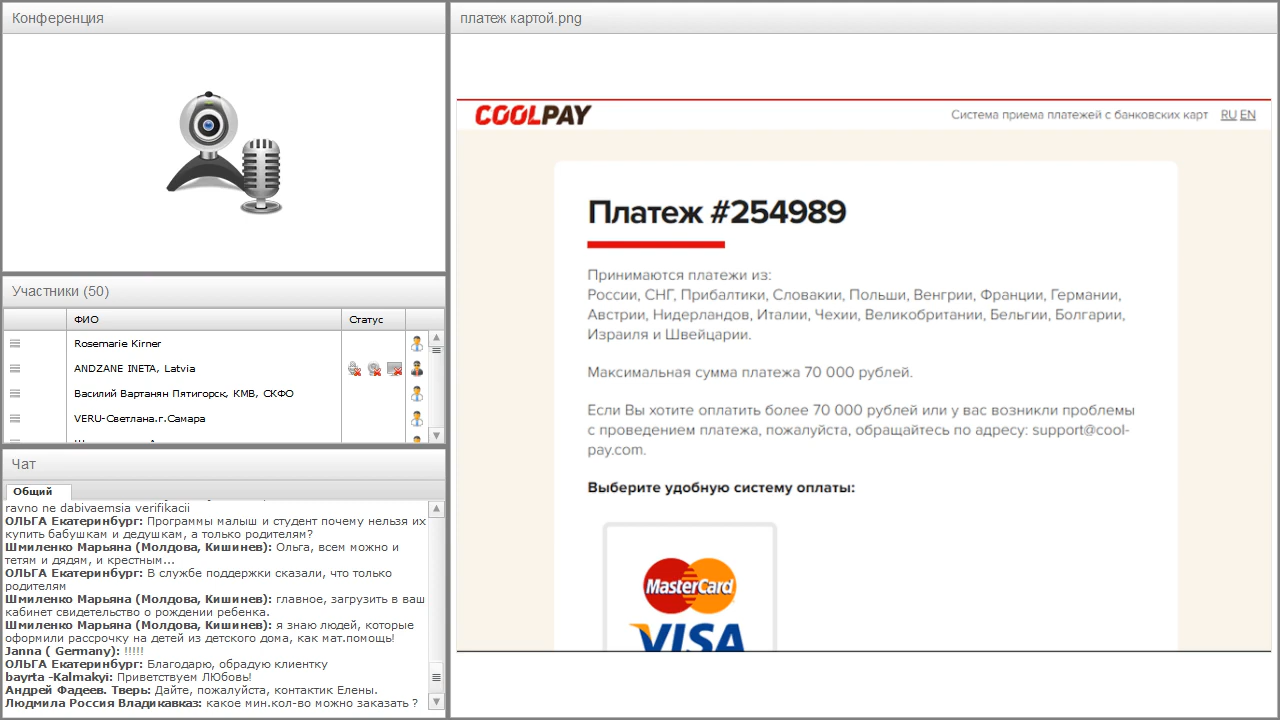 Конференция
Участники (50)
ФИО
Статус
Rosemarie Kirner
ANDZANE INETA, Latvia
Василий Вартанян Пятигорск, КМВ, СКФО
VERU-Светлана.г.Самара
Чат
Общий
ravno ne dabivaemsia verifikacii
ОЛЬГА Екатеринбург: Программы малыш и студент почему нельзя их
купить бабушкам и дедушкам, а только родителям?
Шмиленко Марьяна (Молдова, Кишинев): Ольга, всем можно и
тетям и дядям, и крестным...
ОЛЬГА Екатеринбург: В службе поддержки сказали, что только
родителям
Шмиленко Марьяна (Молдова, Кишинев): главное, загрузить в ваш
кабинет свидетельство о рождении ребенка.
Шмиленко Марьяна (Молдова, Кишинев): я знаю людей, которые
оформили рассрочку на детей из детского дома, как мат.помощь!
Janna ( Germany): !!!!!
ОЛЬГА Екатеринбург: Благодарю, обрадую клиентку
bayrta -Kalmakyi: Приветствуем ЛЮбовь!
Андрей Фадеев. Тверь: Дайте, пожалуйста, контактик Елены.
Людмила Россия Владикавказ: какое мин.кол-во можно заказать ?
платеж картой.png
COOLPAY
Система приема платежей с банковских карт RU EN
Платеж #254989
Принимаются платежи из:
России, СНГ, Прибалтики, Словакии, Польши, Венгрии, Франции, Германии,
Австрии, Нидерландов, Италии, Чехии, Великобритании, Бельгии, Болгарии,
Израиля и Швейцарии.
Максимальная сумма платежа 70 000 рублей.
Если Вы хотите оплатить более 70 000 рублей или у вас возникли проблемы
с проведением платежа, пожалуйста, обращайтесь по адресу: support@cool-
pay.com.
Выберите удобную систему оплаты:
MasterCard
VISA